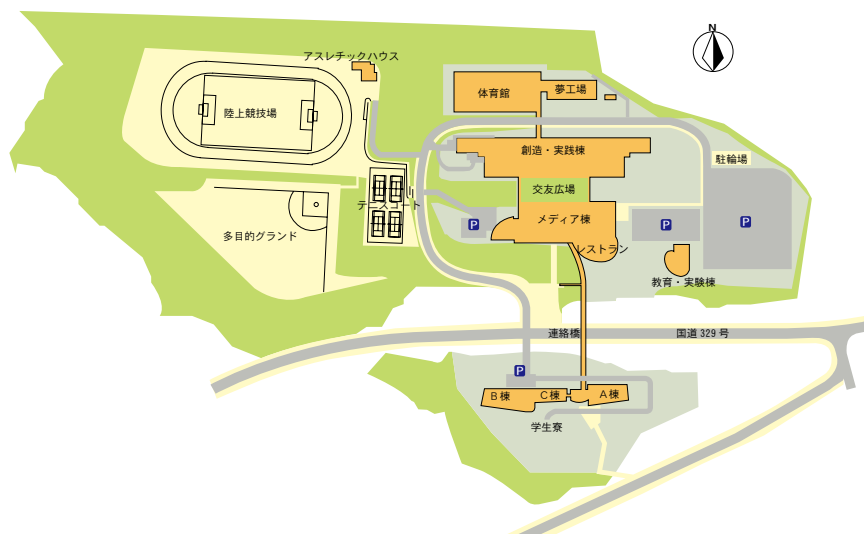 N
アスレチックハウス
体育館
夢工場
陸上競技場
創造・実践棟
駐輪場
交友広場
テニスコート
メディア棟
P
P
P
多目的グランド
レストラン
教育・実験棟
連絡橋
国道 329 号
P
B棟
C棟
A棟
学生寮